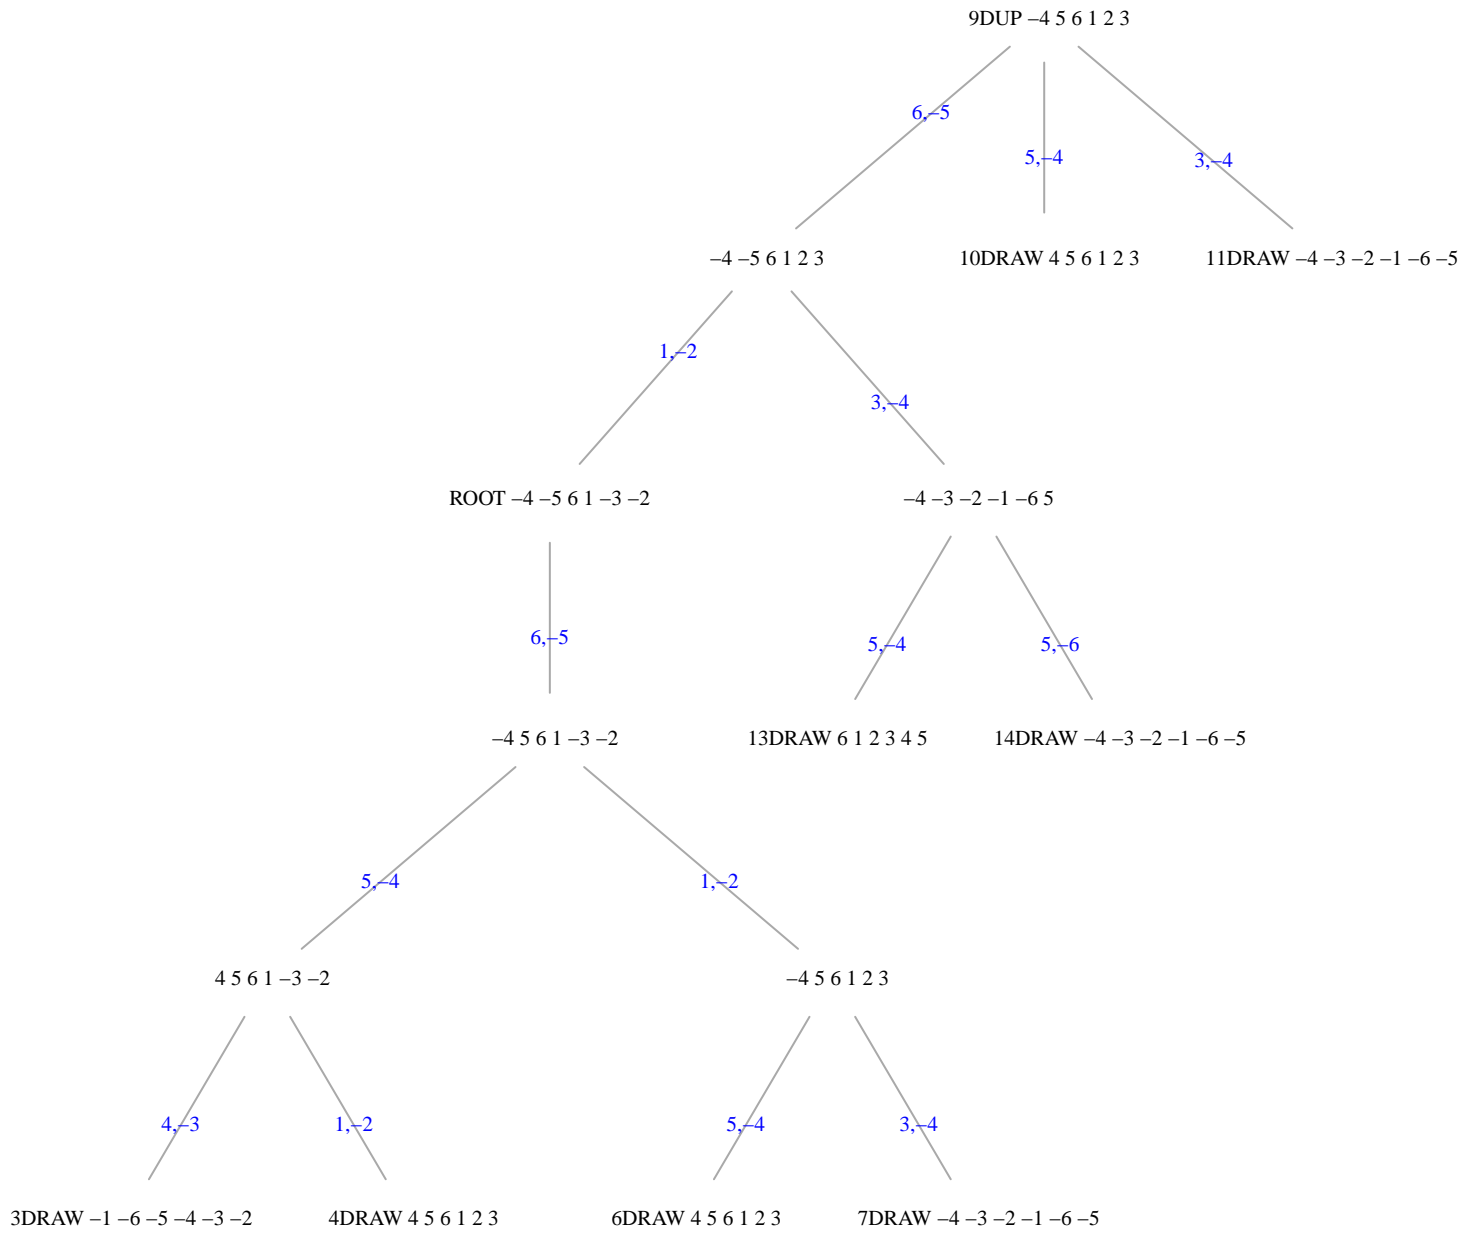 9DUP –4 5 6 1 2 3
6,–5
5,–4
3,–4
–4 –5 6 1 2 3
10DRAW 4 5 6 1 2 3
11DRAW –4 –3 –2 –1 –6 –5
1,–2
3,–4
ROOT –4 –5 6 1 –3 –2
–4 –3 –2 –1 –6 5
6,–5
5,–4
5,–6
–4 5 6 1 –3 –2
13DRAW 6 1 2 3 4 5
14DRAW –4 –3 –2 –1 –6 –5
5,–4
1,–2
4 5 6 1 –3 –2
–4 5 6 1 2 3
4,–3
1,–2
5,–4
3,–4
3DRAW –1 –6 –5 –4 –3 –2
4DRAW 4 5 6 1 2 3
6DRAW 4 5 6 1 2 3
7DRAW –4 –3 –2 –1 –6 –5